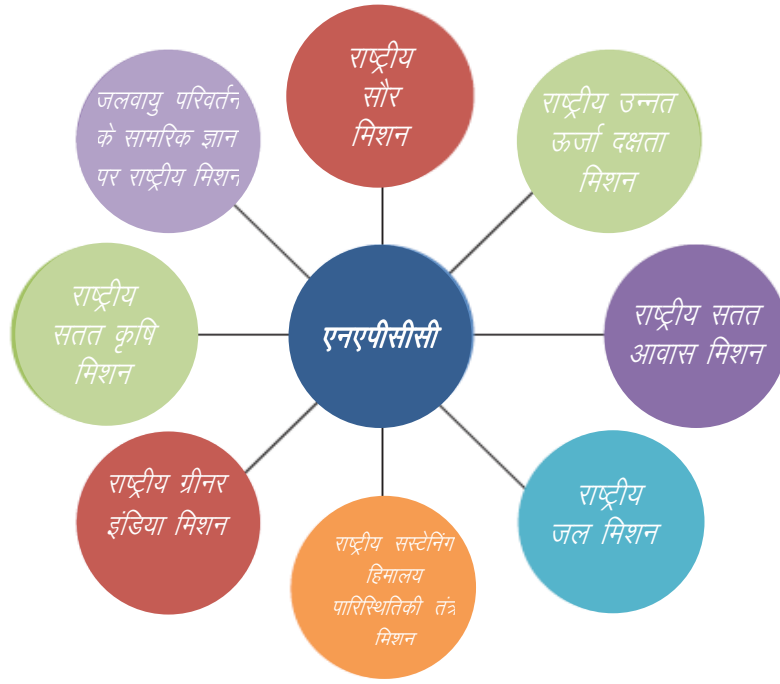 राष्ट्रीय
सौर
मिशन
राष्ट्रीय उन्नत
ऊर्जा दक्षता
मिशन
राष्ट्रीय सतत
आवास मिशन
राष्ट्रीय
जल मिशन
राष्ट्रीय सस्टेनिंग
हिमालय
पारिस्थितिकी तंत्र
मिशन
राष्ट्रीय ग्रीनर
इंडिया मिशन
राष्ट्रीय
सतत कृषि
मिशन
जलवायु परिवर्तन
के सामरिक ज्ञान
पर राष्ट्रीय मिशन
एनएपीसीसी